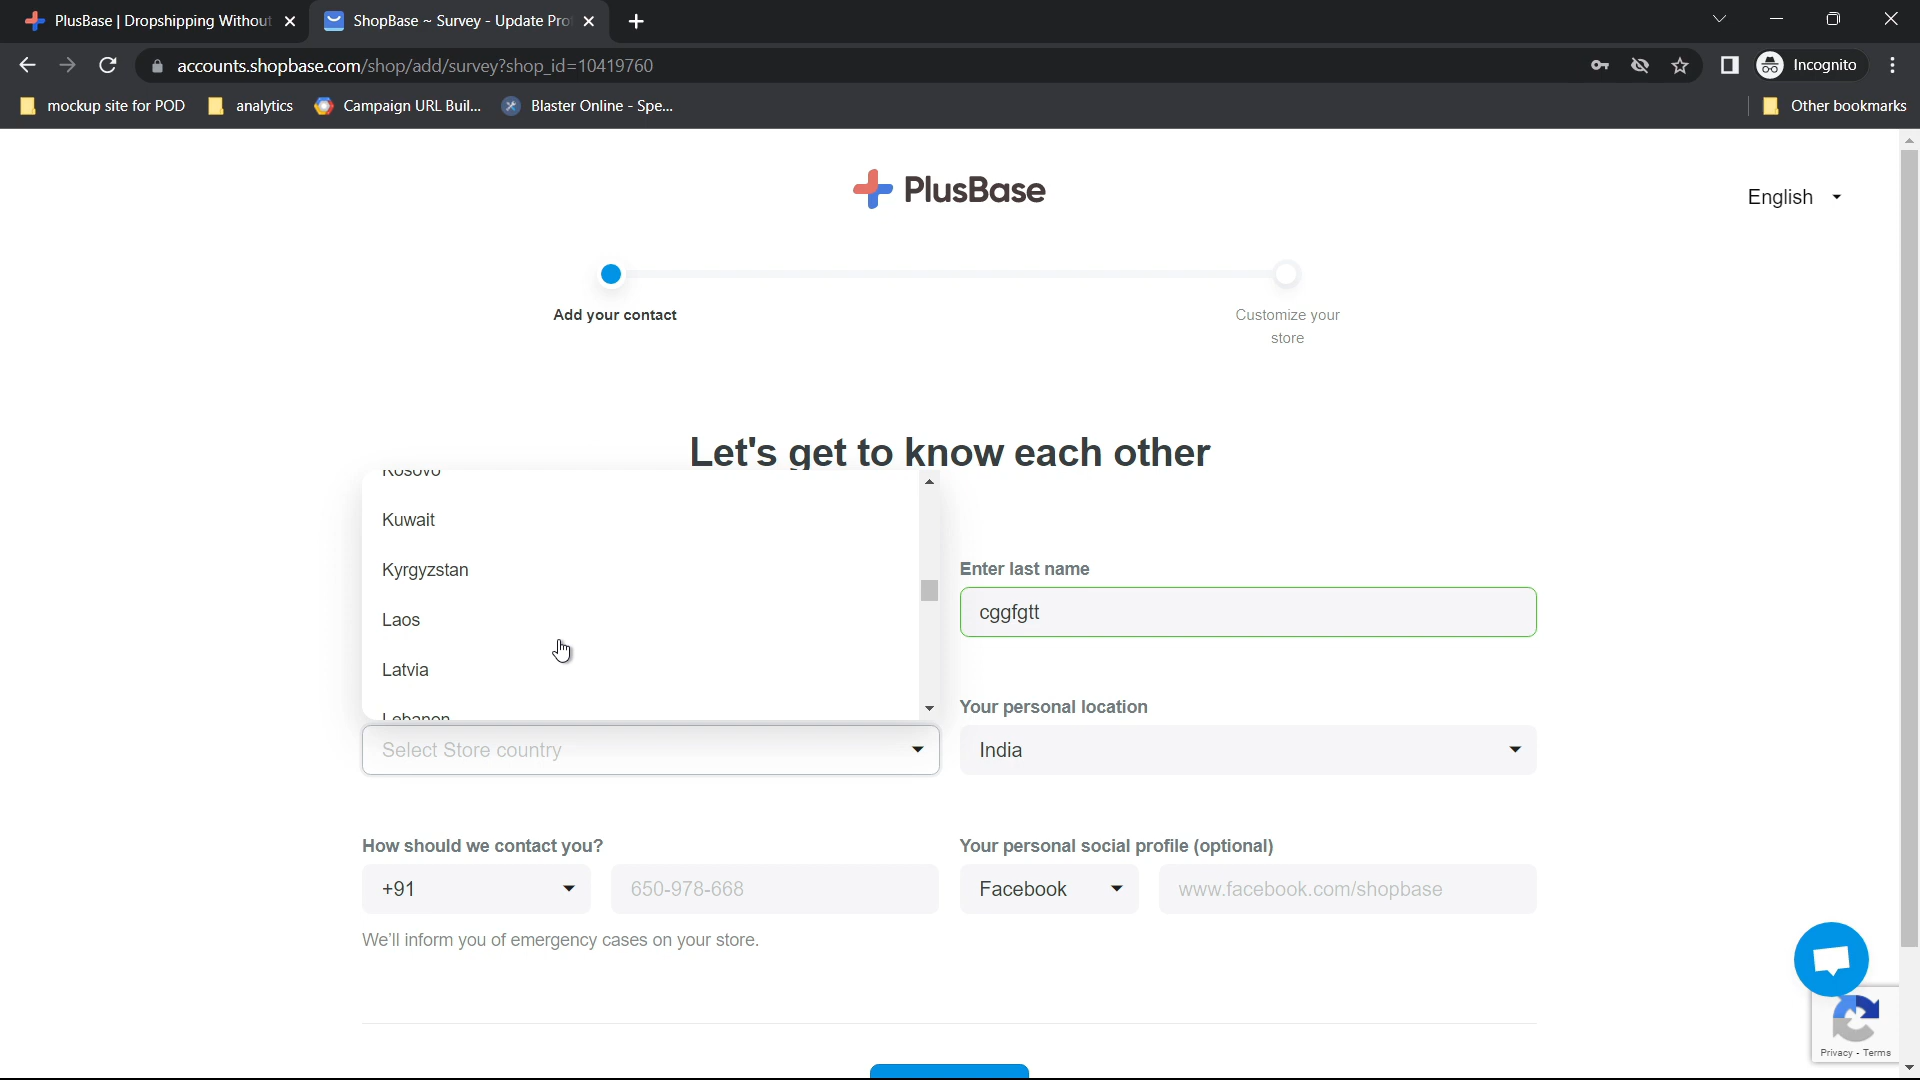 PlusBase | Dropshipping Without
ShopBase ~ Survey - Update Pro
accounts.shopbase.com/shop/add/survey?shop_id=10419760
Incognito
mockup site for POD
analytics
Campaign URL Buil...
Blaster Online - Spe...
Other bookmarks
PlusBase
English
Add your contact
Customize your
store
Let's get to know each other
Kosovo
Kuwait
Kyrgyzstan
Laos
Latvia
Lebanon
Enter last name
cggfgtt
Your personal location
Select Store country
India
How should we contact you?
Your personal social profile (optional)
+91
650-978-668
Facebook
www.facebook.com/shopbase
We'll inform you of emergency cases on your store.
Privacy - Terms